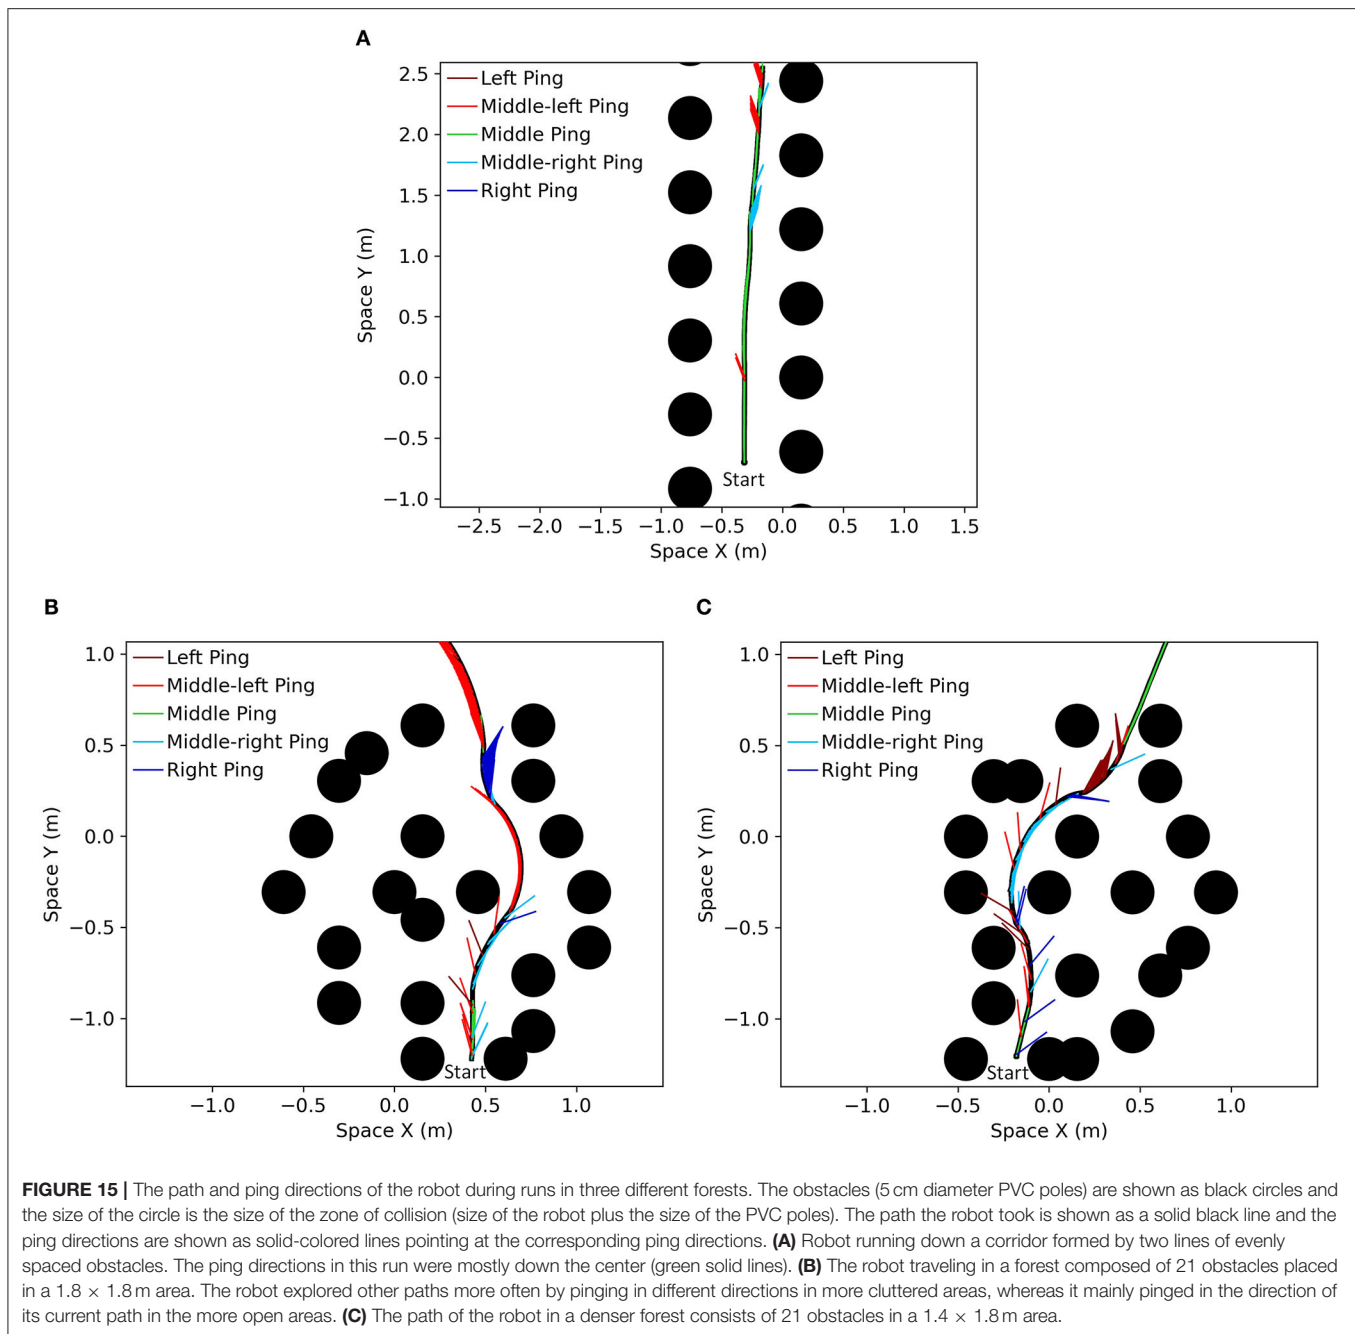 A
Left Ping
Middle-left Ping
Middle Ping
Middle-right Ping
Right Ping
2.5
2.0
1.5
1.0
0.5
0.0
−0.5
−1.0
Space Y (m)
Start
−2.5 −2.0 −1.5 −1.0 −0.5 0.0 0.5 1.0 1.5
Space X (m)
B
Left Ping
Middle-left Ping
Middle Ping
Middle-right Ping
Right Ping
1.0
0.5
0.0
−0.5
−1.0
Space Y (m)
Start
−1.0 −0.5 0.0 0.5 1.0
Space X (m)
C
Left Ping
Middle-left Ping
Middle Ping
Middle-right Ping
Right Ping
1.0
0.5
0.0
−0.5
−1.0
Space Y (m)
Start
−1.0 −0.5 0.0 0.5 1.0
Space X (m)
FIGURE 15 | The path and ping directions of the robot during runs in three different forests. The obstacles (5 cm diameter PVC poles) are shown as black circles and
the size of the circle is the size of the zone of collision (size of the robot plus the size of the PVC poles). The path the robot took is shown as a solid black line and the
ping directions are shown as solid-colored lines pointing at the corresponding ping directions. (A) Robot running down a corridor formed by two lines of evenly
spaced obstacles. The ping directions in this run were mostly down the center (green solid lines). (B) The robot traveling in a forest composed of 21 obstacles placed
in a 1.8 × 1.8 m area. The robot explored other paths more often by pinging in different directions in more cluttered areas, whereas it mainly pinged in the direction of
its current path in the more open areas. (C) The path of the robot in a denser forest consists of 21 obstacles in a 1.4 × 1.8 m area.